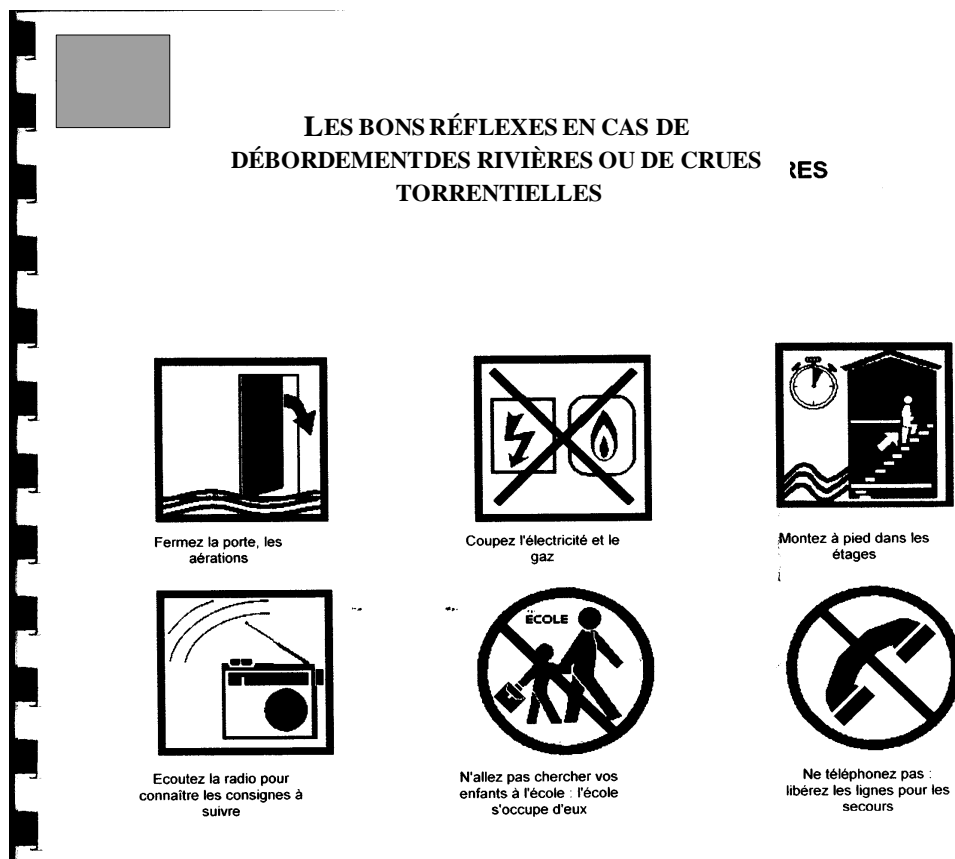 LES BONS RÉFLEXES EN CAS DE
DÉBORDEMENTDES RIVIÈRES OU DE CRUES
TORRENTIELLES
RES
Fermez la porte, les
aérations
Coupez l'électricité et le
gaz
Montez à pied dans les
étages
ÉCOLE
Ecoutez la radio pour
connaître les consignes à
suivre
N'allez pas chercher vos
enfants à l'école : l'école
s'occupe d'eux
Ne téléphonez pas :
libérez les lignes pour les
secours